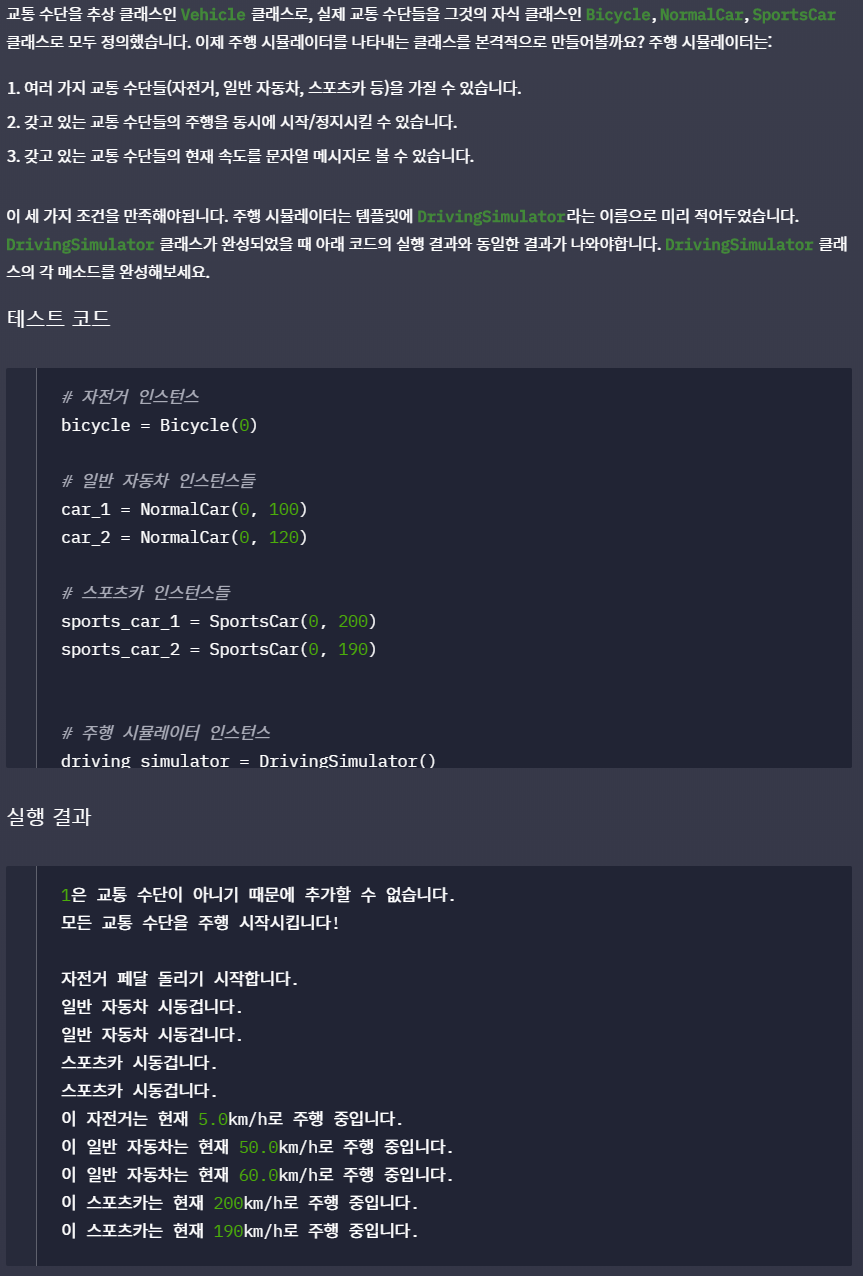 교통 수단을 추상 클래스인 Vehicle 클래스로, 실제 교통 수단들을 그것의 자식 클래스인 Bicycle, NormalCar, SportsCar
클래스로 모두 정의했습니다. 이제 주행 시뮬레이터를 나타내는 클래스를 본격적으로 만들어볼까요? 주행 시뮬레이터는:
1. 여러 가지 교통 수단들(자전거, 일반 자동차, 스포츠카 등)을 가질 수 있습니다.
2. 갖고 있는 교통 수단들의 주행을 동시에 시작/정지시킬 수 있습니다.
3. 갖고 있는 교통 수단들의 현재 속도를 문자열 메시지로 볼 수 있습니다.
이 세 가지 조건을 만족해야됩니다. 주행 시뮬레이터는 템플릿에 DrivingSimulator라는 이름으로 미리 적어두었습니다.
DrivingSimulator 클래스가 완성되었을 때 아래 코드의 실행 결과와 동일한 결과가 나와야합니다. DrivingSimulator 클래
스의 각 메소드를 완성해보세요.
테스트 코드
# 자전거 인스턴스
bicycle = Bicycle(0)
# 일반 자동차 인스턴스들
car_1 = NormalCar(0, 100)
car_2 = NormalCar(0, 120)
# 스포츠카 인스턴스들
sports_car_1 = SportsCar(0, 200)
sports_car_2 = SportsCar(0, 190)
# 주행 시뮬레이터 인스턴스
driving_simulator = DrivingSimulator()
실행 결과
1은 교통 수단이 아니기 때문에 추가할 수 없습니다.
모든 교통 수단을 주행 시작시킵니다!
자전거 페달 돌리기 시작합니다.
일반 자동차 시동겁니다.
일반 자동차 시동겁니다.
스포츠카 시동겁니다.
스포츠카 시동겁니다.
이 자전거는 현재 5.0km/h로 주행 중입니다.
이 일반 자동차는 현재 50.0km/h로 주행 중입니다.
이 일반 자동차는 현재 60.0km/h로 주행 중입니다.
이 스포츠카는 현재 200km/h로 주행 중입니다.
이 스포츠카는 현재 190km/h로 주행 중입니다.